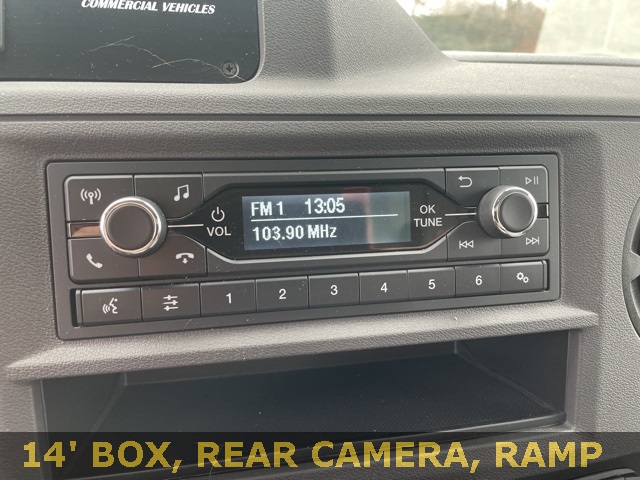 COMMERCIAL VEHICLES
FM 1 13:05
103.90 MHz
VOL
OK
TUNE
1 2 3 4 5 6
14' BOX, REAR CAMERA, RAMP